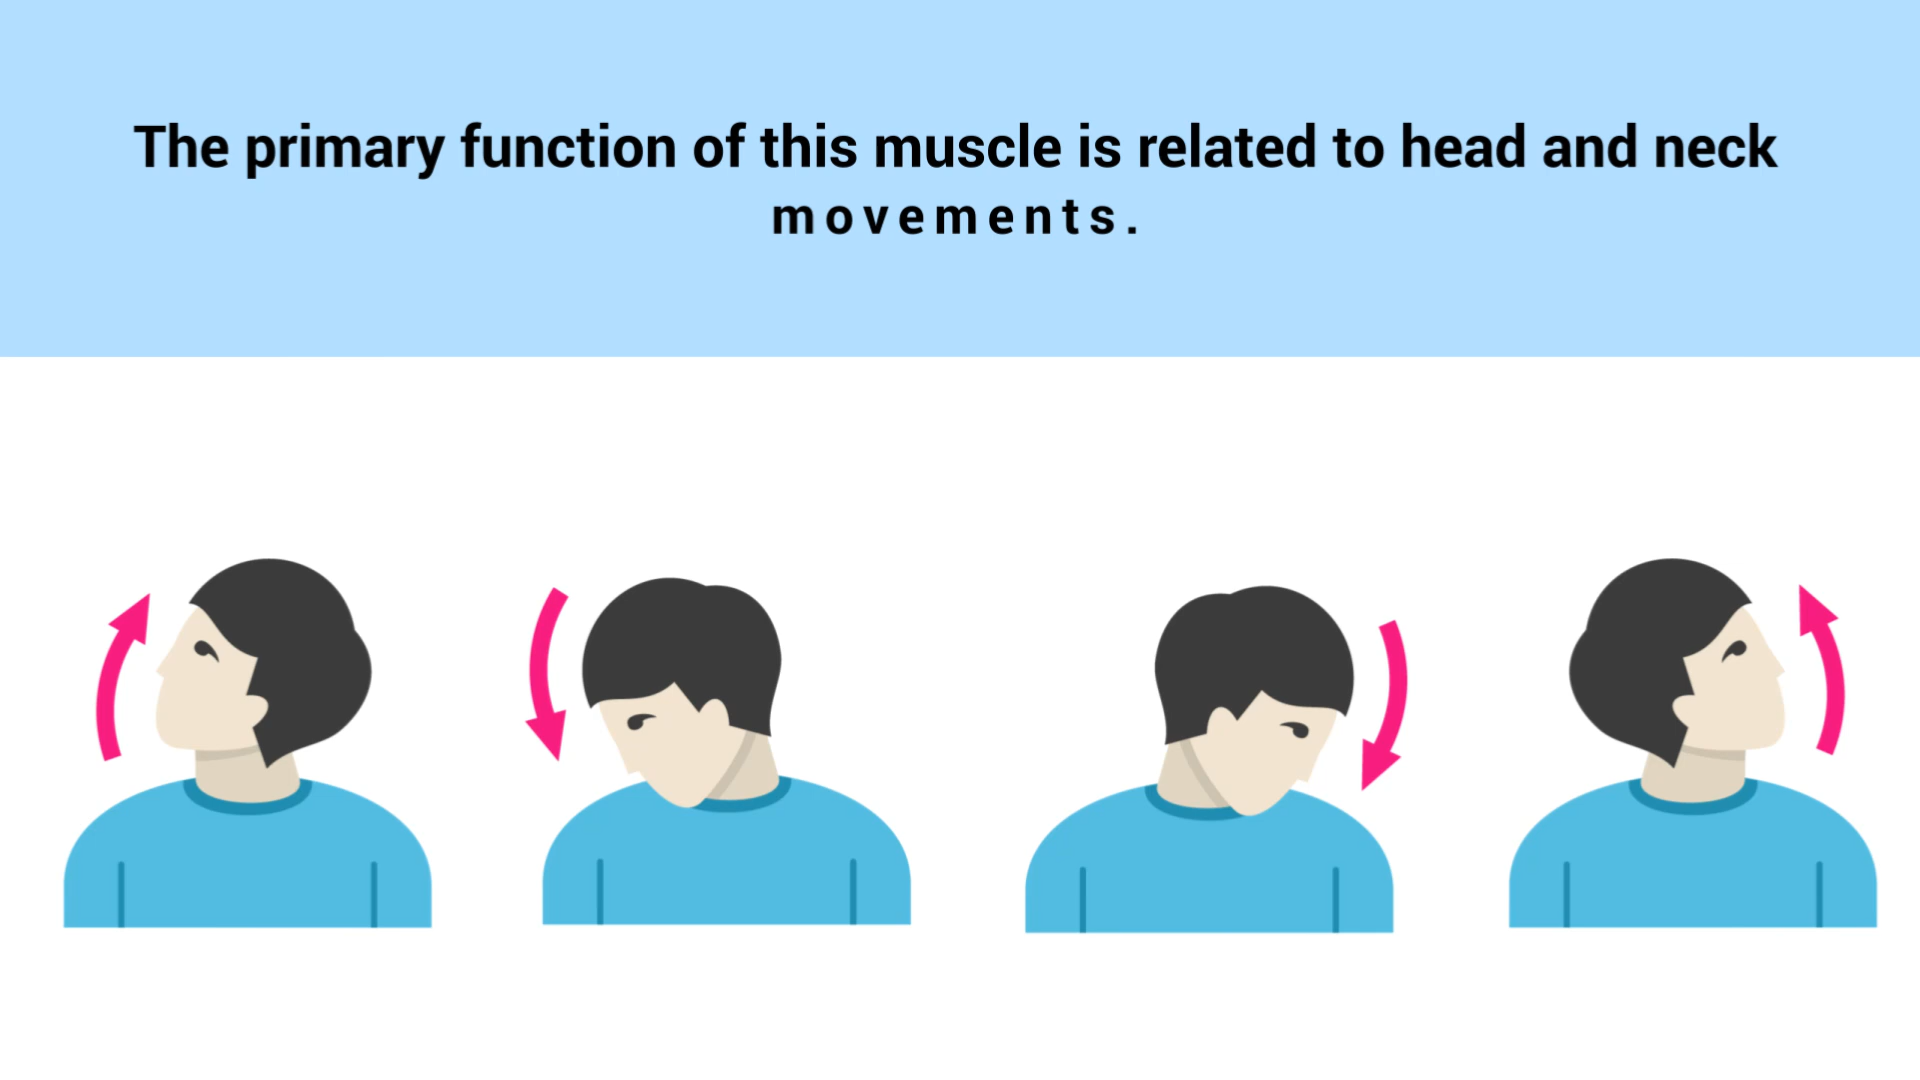 The primary function of this muscle is related to head and neck
movements.